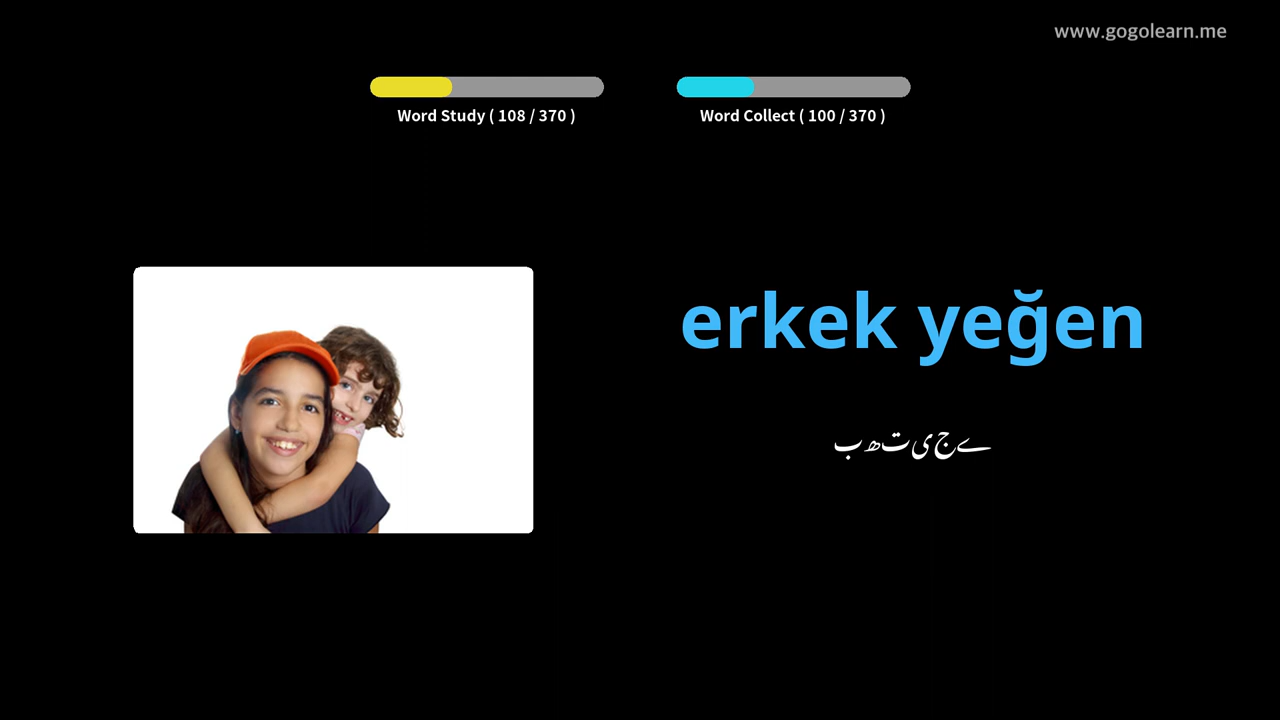 www.gogolearn.me
Word Study ( 108 / 370 )
Word Collect ( 100 / 370 )
erkek yeğen
بھتیجے